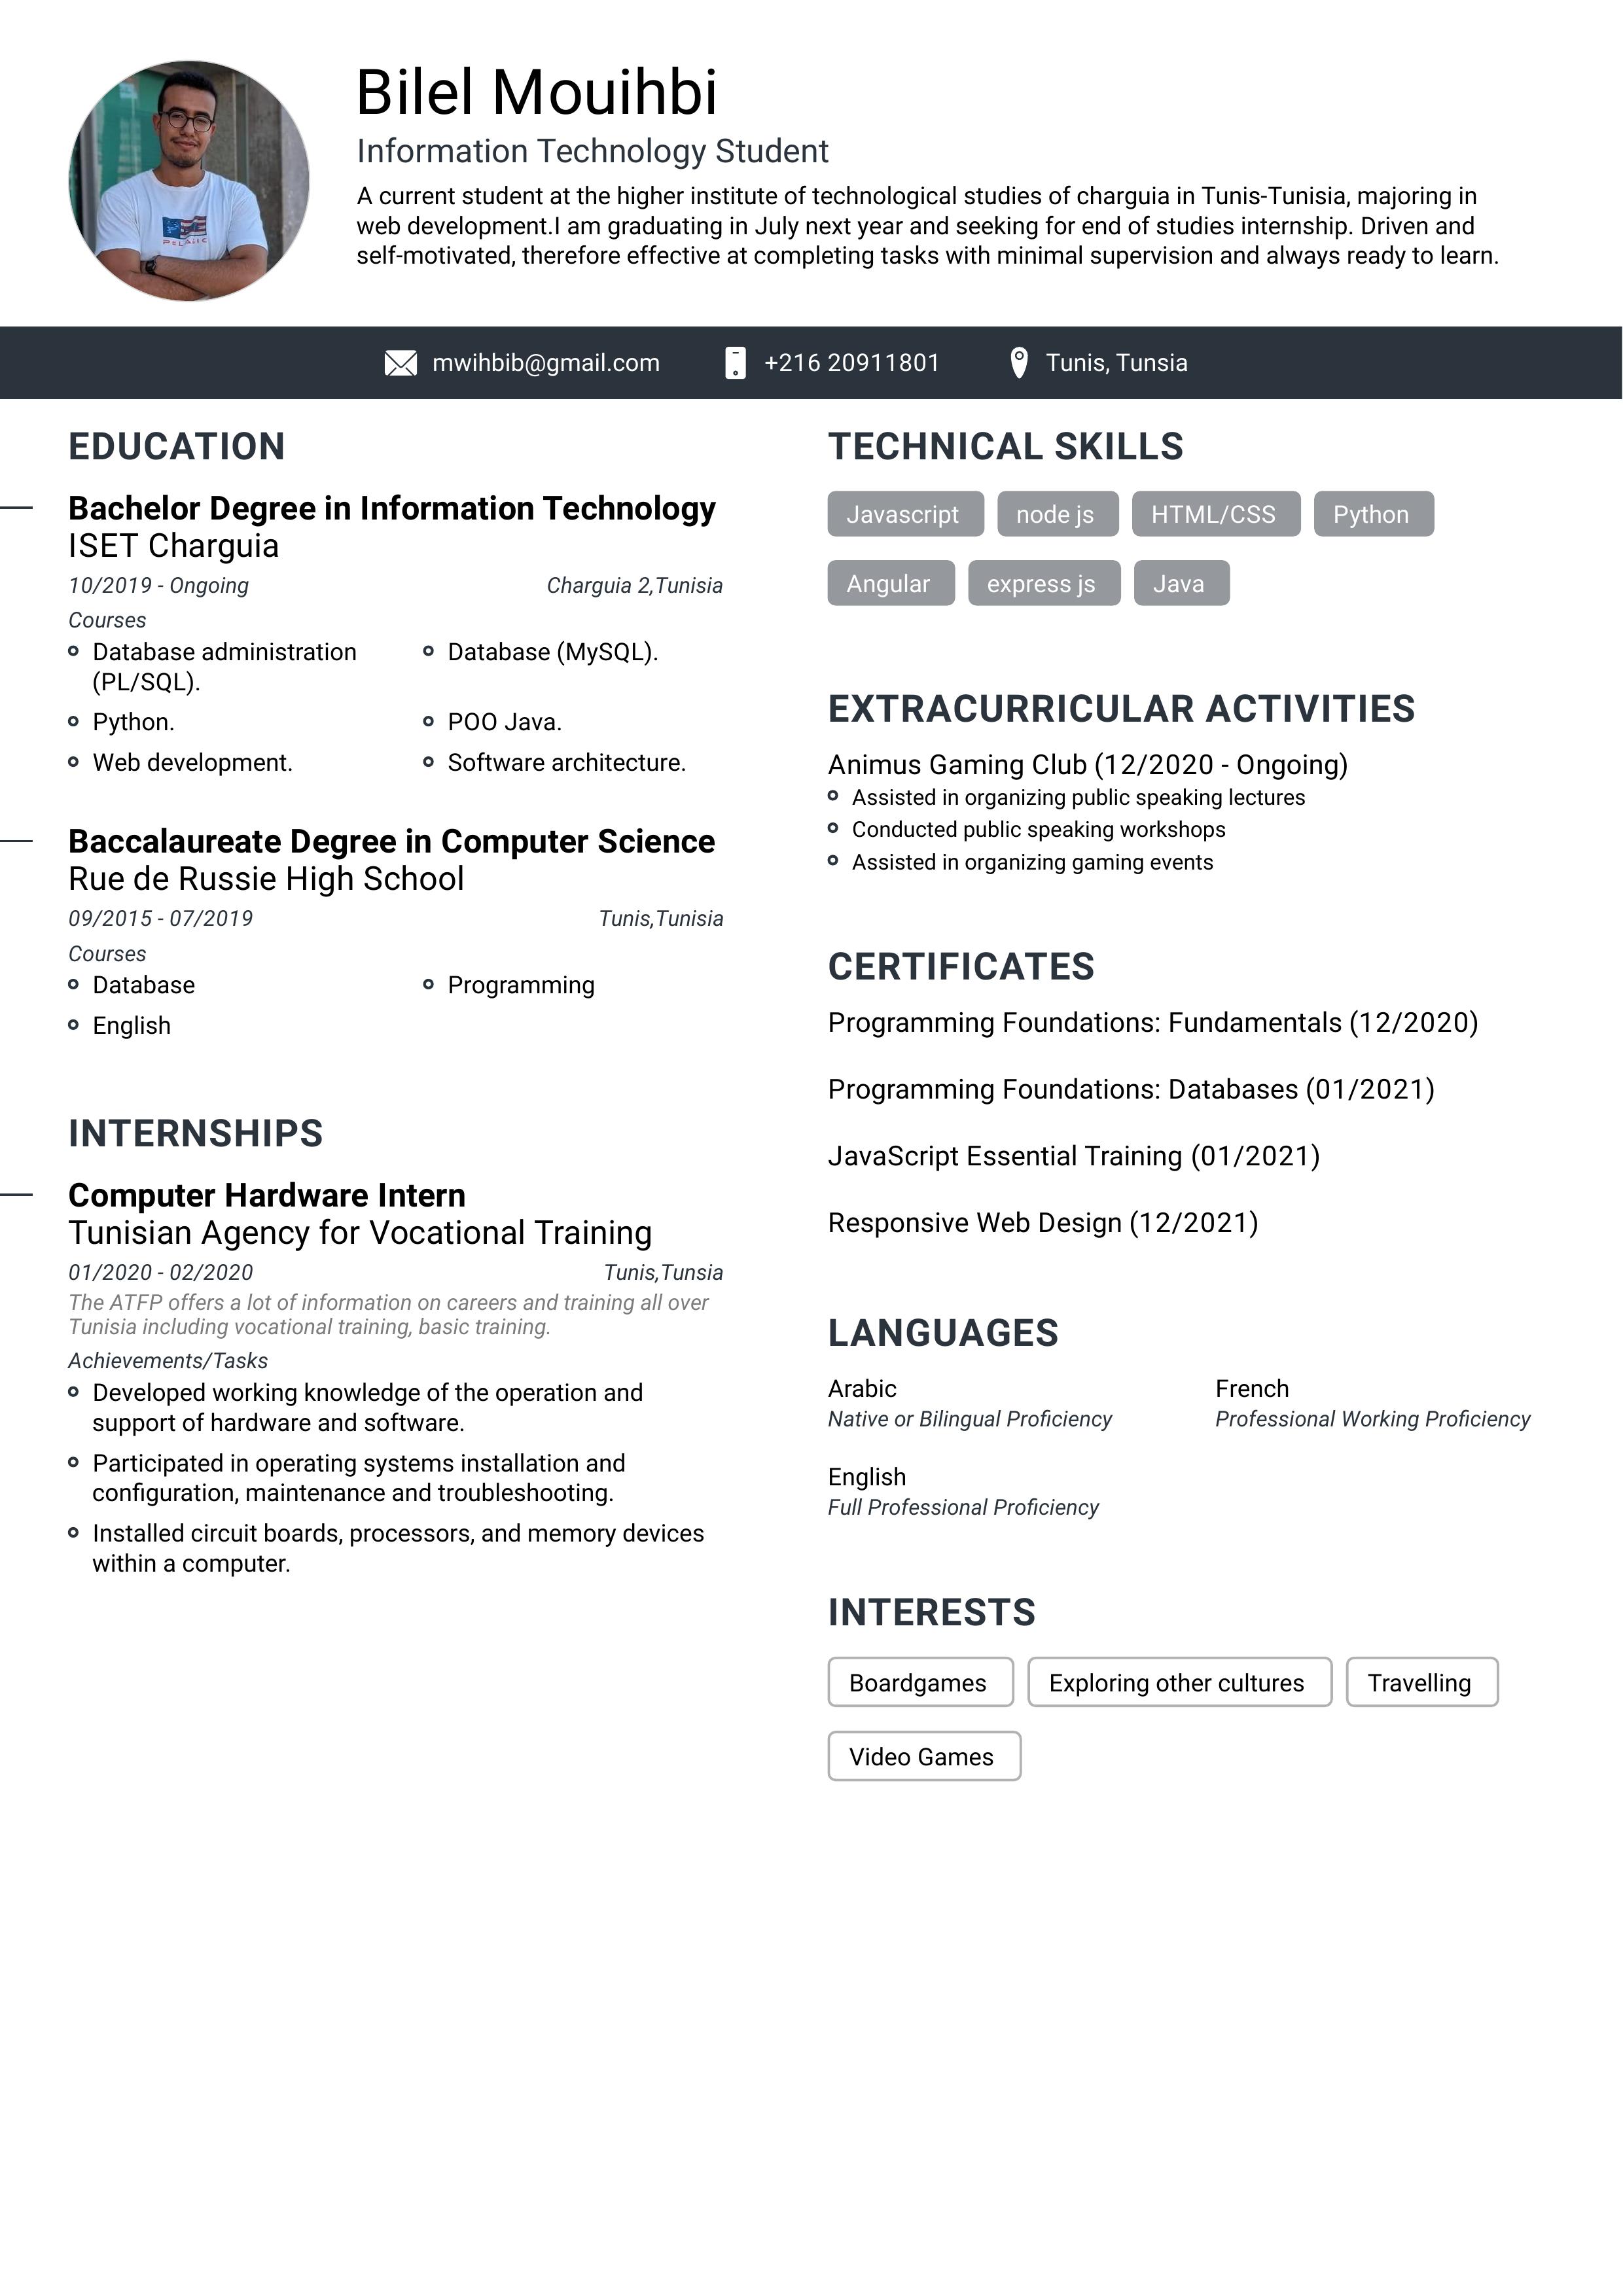 Bilel Mouihbi
Information Technology Student
A current student at the higher institute of technological studies of charguia in Tunis-Tunisia, majoring in
web development.I am graduating in July next year and seeking for end of studies internship. Driven and
self-motivated, therefore effective at completing tasks with minimal supervision and always ready to learn.
mwihbib@gmail.com
+216 20911801
Tunis, Tunsia
EDUCATION
Bachelor Degree in Information Technology
ISET Charguia
10/2019 - Ongoing
Charguia 2,Tunisia
Courses
Database administration
(PL/SQL).
Database (MySQL).
Python.
POO Java.
Web development.
Software architecture.
Baccalaureate Degree in Computer Science
Rue de Russie High School
09/2015 - 07/2019
Tunis,Tunisia
Courses
Database
Programming
English
INTERNSHIPS
Computer Hardware Intern
Tunisian Agency for Vocational Training
01/2020 - 02/2020
Tunis,Tunsia
The ATFP offers a lot of information on careers and training all over
Tunisia including vocational training, basic training.
Achievements/Tasks
Developed working knowledge of the operation and
support of hardware and software.
Participated in operating systems installation and
configuration, maintenance and troubleshooting.
Installed circuit boards, processors, and memory devices
within a computer.
TECHNICAL SKILLS
Javascript
node js
HTML/CSS
Python
Angular
express js
Java
EXTRACURRICULAR ACTIVITIES
Animus Gaming Club (12/2020 - Ongoing)
Assisted in organizing public speaking lectures
Conducted public speaking workshops
Assisted in organizing gaming events
CERTIFICATES
Programming Foundations: Fundamentals (12/2020)
Programming Foundations: Databases (01/2021)
JavaScript Essential Training (01/2021)
Responsive Web Design (12/2021)
LANGUAGES
Arabic
Native or Bilingual Proficiency
French
Professional Working Proficiency
English
Full Professional Proficiency
INTERESTS
Boardgames
Exploring other cultures
Travelling
Video Games